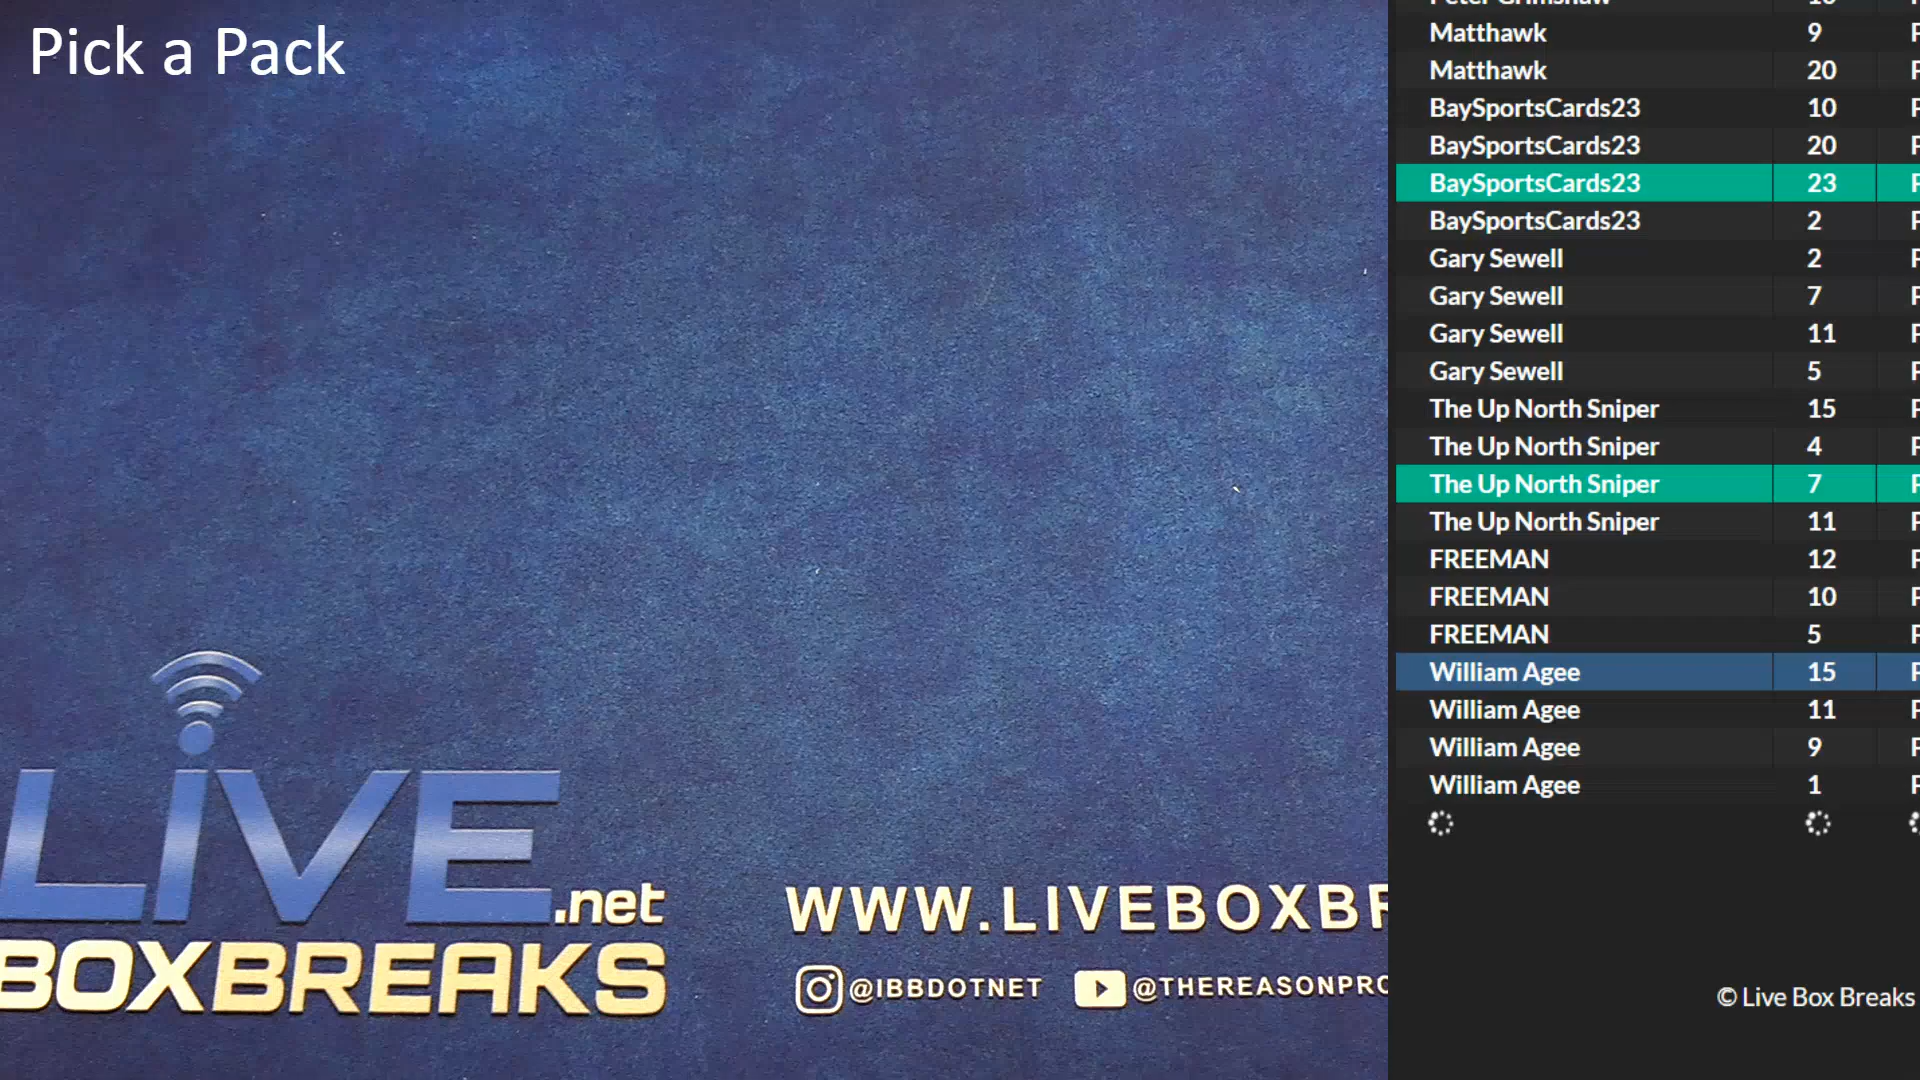 Pick a Pack
Matthawk 9
Matthawk 20
BaySportsCards23 10
BaySportsCards23 20
BaySportsCards23 23
BaySportsCards23 2
Gary Sewell 2
Gary Sewell 7
Gary Sewell 11
Gary Sewell 5
The Up North Sniper 15
The Up North Sniper 4
The Up North Sniper 7
The Up North Sniper 11
FREEMAN 12
FREEMAN 10
FREEMAN 5
William Agee 15
William Agee 11
William Agee 9
William Agee 1
© Live Box Breaks
LIVE.net
BOXBREAKS
WWW.LIVEBOXB
@IBBDOTNET @THEREASONPRO